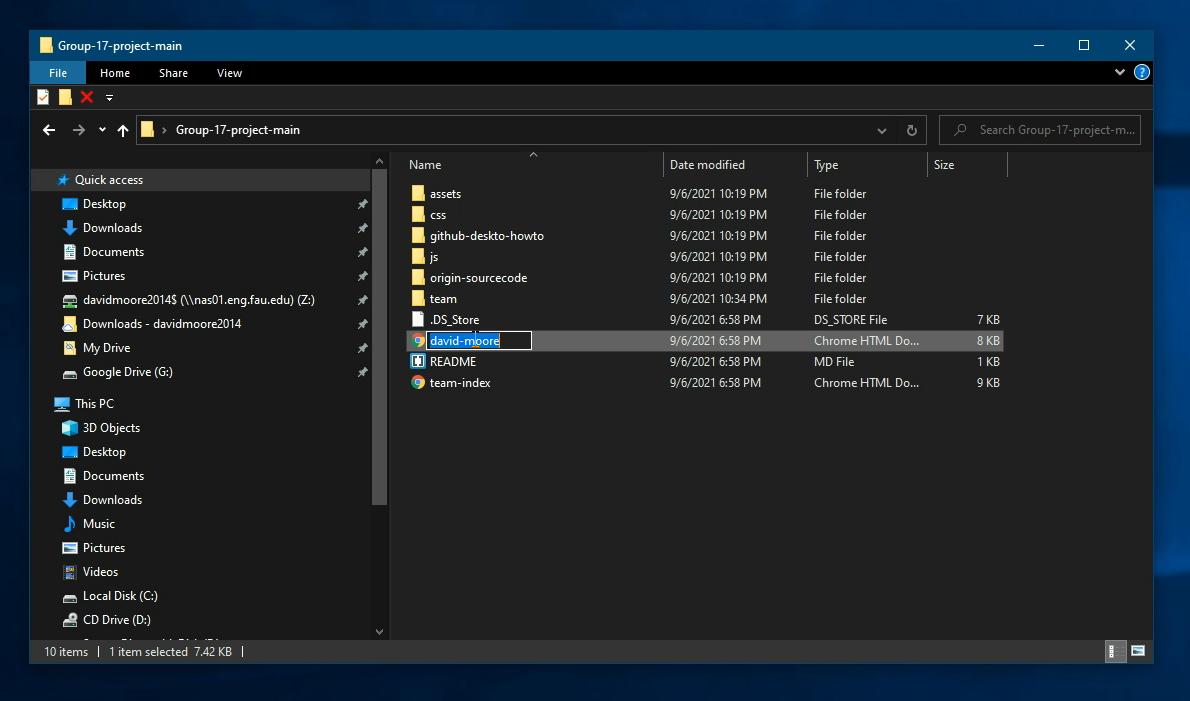 Group-17-project-main
File Home Share View
Group-17-project-main
Search Group-17-project-m...
Quick access
Desktop
Downloads
Documents
Pictures
davidmoore2014$ (\\nas01.eng.fau.edu) (Z:)
Downloads - davidmoore2014
My Drive
Google Drive (G:)
This PC
3D Objects
Desktop
Documents
Downloads
Music
Pictures
Videos
Local Disk (C:)
CD Drive (D:)
Name Date modified Type Size
assets 9/6/2021 10:19 PM File folder
css 9/6/2021 10:19 PM File folder
github-deskto-howto 9/6/2021 10:19 PM File folder
js 9/6/2021 10:19 PM File folder
origin-sourcecode 9/6/2021 10:19 PM File folder
team 9/6/2021 10:34 PM File folder
.DS_Store 9/6/2021 6:58 PM DS_STORE File 7 KB
david-moore 9/6/2021 6:58 PM Chrome HTML Do... 8 KB
README 9/6/2021 6:58 PM MD File 1 KB
team-index 9/6/2021 6:58 PM Chrome HTML Do... 9 KB
10 items 1 item selected 7.42 KB